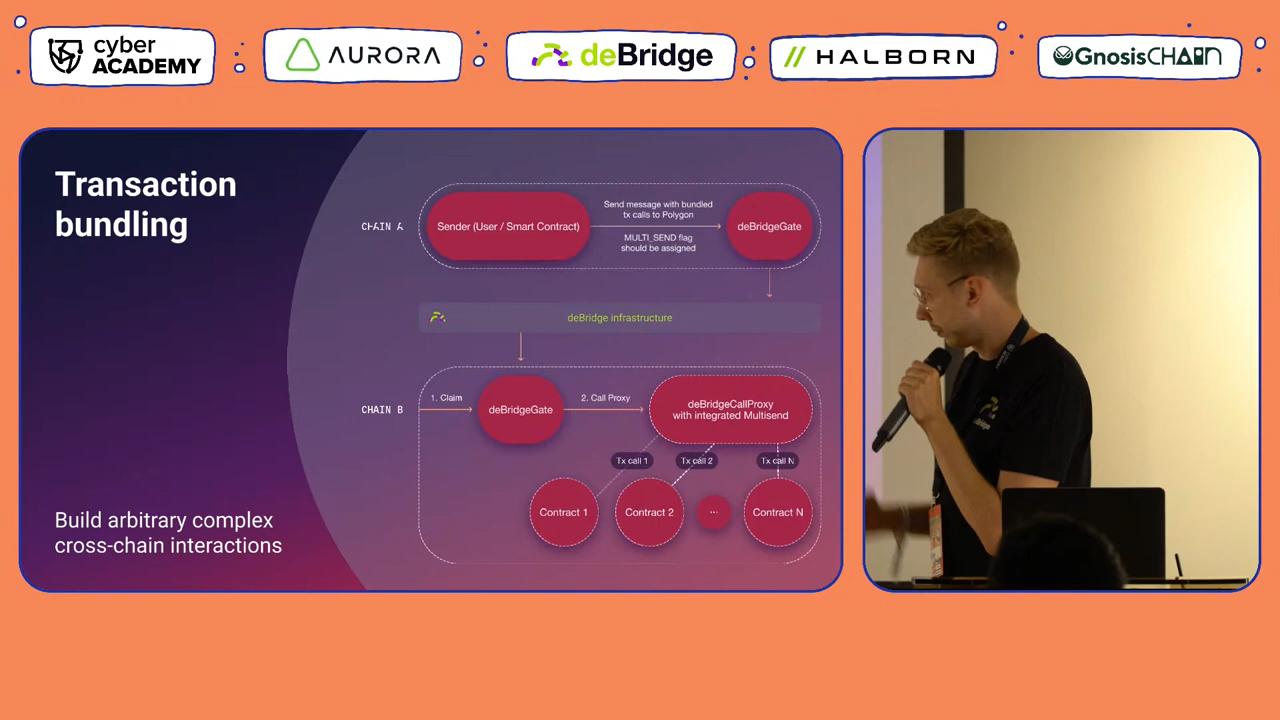 cyber
ACADEMY
AURORA
deBridge
HALBORN
GnosisCHAIN
Transaction
bundling
CHAIN A
Sender (User / Smart Contract)
Send message with bundled
tx calls to Polygon
MULTI_SEND flag
should be assigned
deBridgeGate
deBridge infrastructure
CHAIN B
1. Claim
deBridgeGate
2. Call Proxy
deBridgeCallProxy
with integrated Multisend
Tx call 1
Tx call 2
Tx call N
Contract 1
Contract 2
...
Contract N
Build arbitrary complex
cross-chain interactions